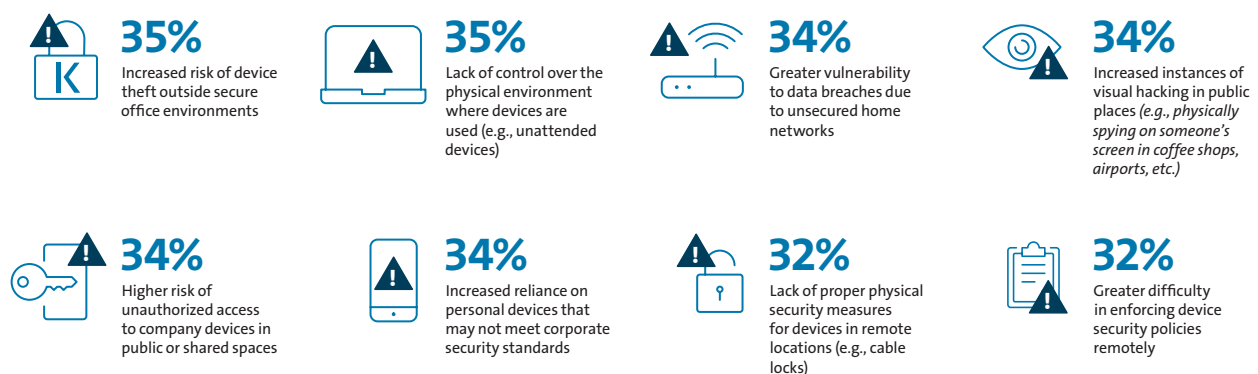 35%
Increased risk of device
theft outside secure
office environments
35%
Lack of control over the
physical environment
where devices are
used (e.g., unattended
devices)
34%
Greater vulnerability
to data breaches due
to unsecured home
networks
34%
Increased instances of
visual hacking in public
places (e.g., physically
spying on someone's
screen in coffee shops,
airports, etc.)
34%
Higher risk of
unauthorized access
to company devices in
public or shared spaces
34%
Increased reliance on
personal devices that
may not meet corporate
security standards
32%
Lack of proper physical
security measures
for devices in remote
locations (e.g., cable
locks)
32%
Greater difficulty
in enforcing device
security policies
remotely